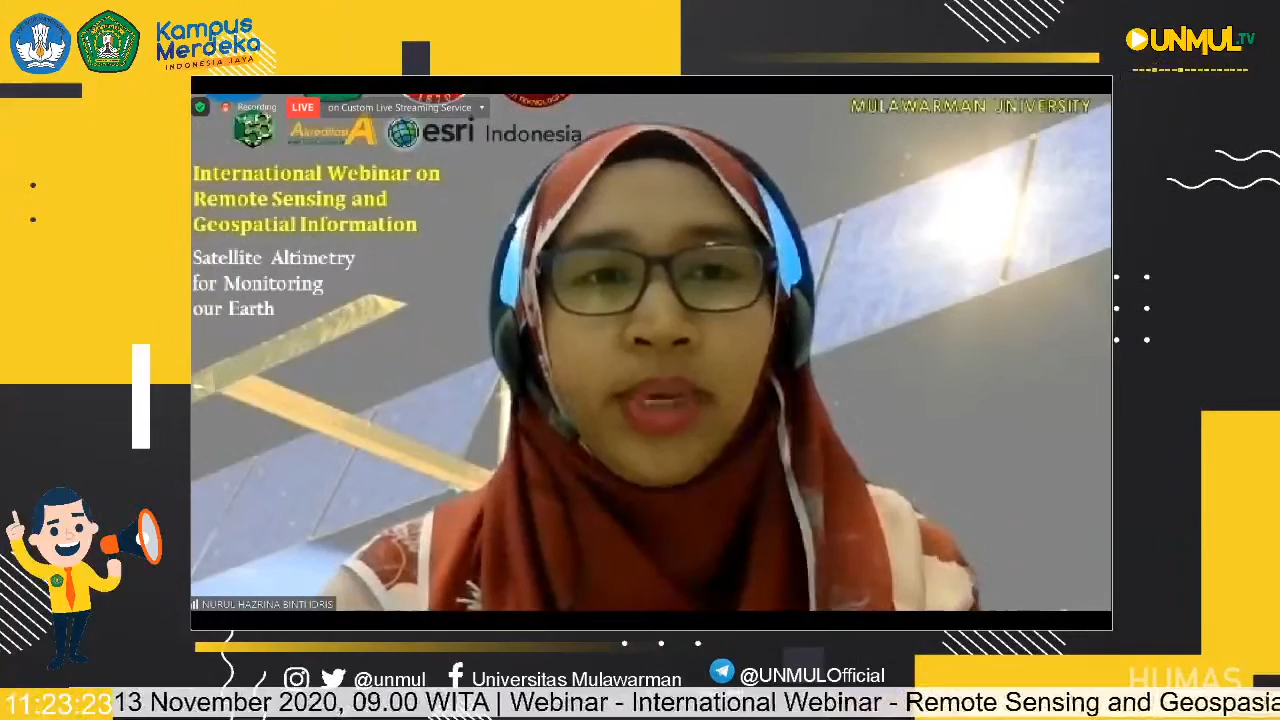 Kampus
Merdeka
INDONESIA JAYA
UNMUL.TV
Recording
LIVE
on Custom Live Streaming Service
MULAWARMAN UNIVERSITY
Akreditasi A
esri Indonesia
International Webinar on
Remote Sensing and
Geospatial Information
Satellite Altimetry
for Monitoring
our Earth
NURUL HAZRINA BINTI IDRIS
@unmul
Universitas Mulawarman
@UNMULOfficial
HUMAS
11:23:23
13 November 2020, 09.00 WITA | Webinar - International Webinar - Remote Sensing and Geospasia